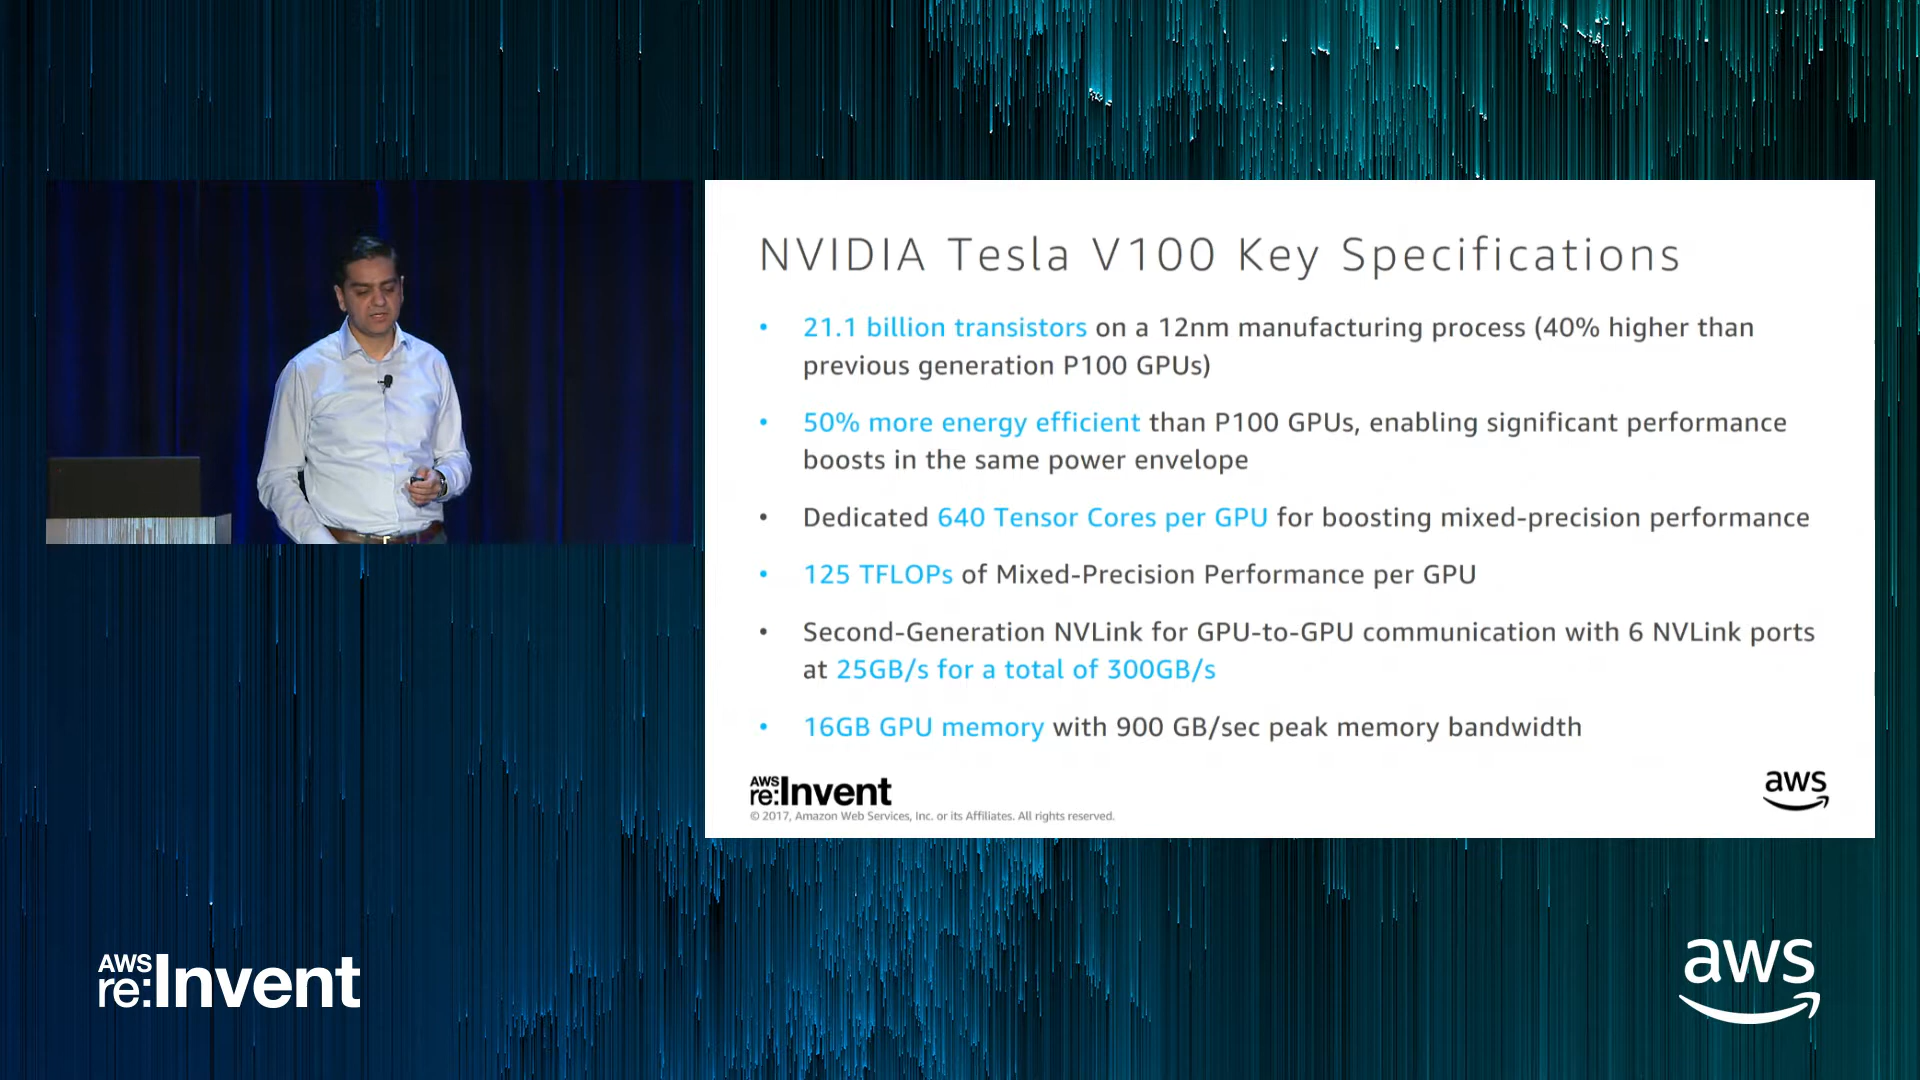 NVIDIA Tesla V100 Key Specifications
• 21.1 billion transistors on a 12nm manufacturing process (40% higher than
previous generation P100 GPUs)
• 50% more energy efficient than P100 GPUs, enabling significant performance
boosts in the same power envelope
• Dedicated 640 Tensor Cores per GPU for boosting mixed-precision performance
• 125 TFLOPs of Mixed-Precision Performance per GPU
• Second-Generation NVLink for GPU-to-GPU communication with 6 NVLink ports
at 25GB/s for a total of 300GB/s
• 16GB GPU memory with 900 GB/sec peak memory bandwidth
AWS
re:Invent
© 2017, Amazon Web Services, Inc. or its Affiliates. All rights reserved.
aws
AWS
re:Invent
aws